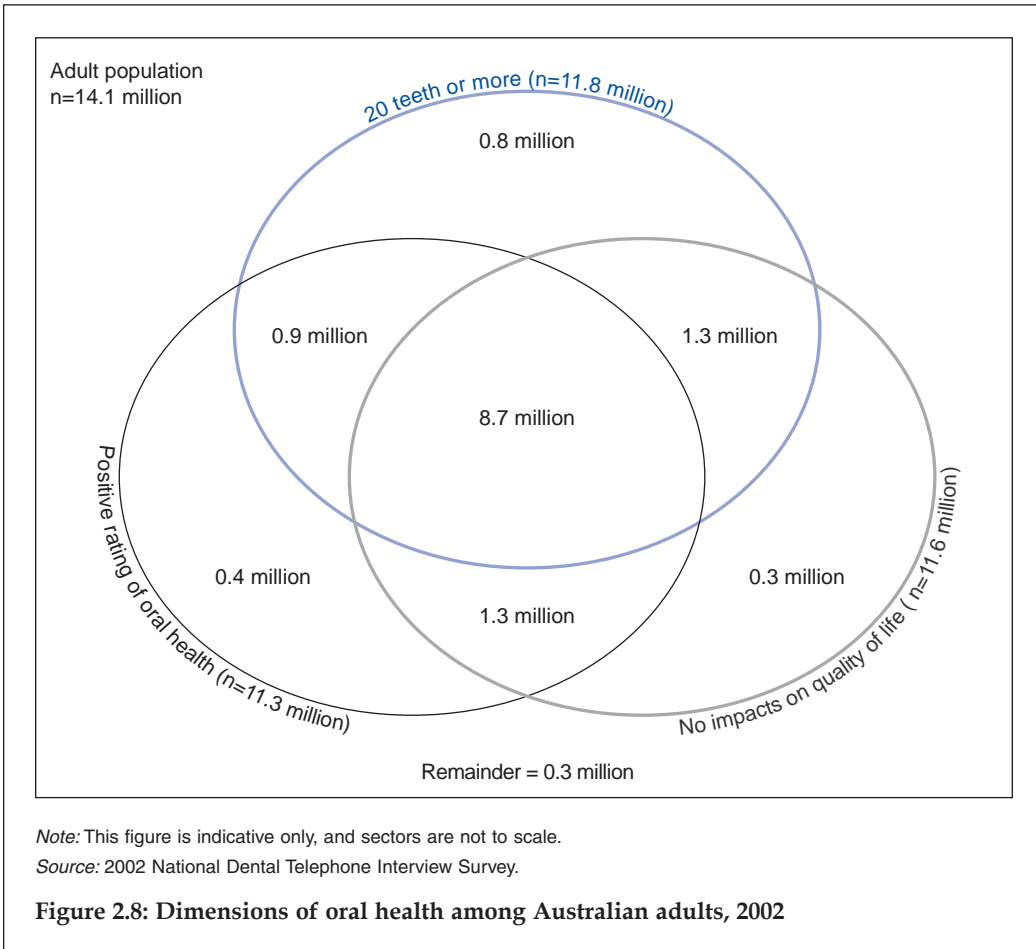 Adult population
n=14.1 million
20 teeth or more (n=11.8 million)
0.8 million
0.9 million
1.3 million
8.7 million
Positive rating of oral health (n=11.3 million)
No impacts on quality of life ( n=11.6 million)
0.4 million
0.3 million
1.3 million
Remainder = 0.3 million
Note: This figure is indicative only, and sectors are not to scale.
Source: 2002 National Dental Telephone Interview Survey.
Figure 2.8: Dimensions of oral health among Australian adults, 2002